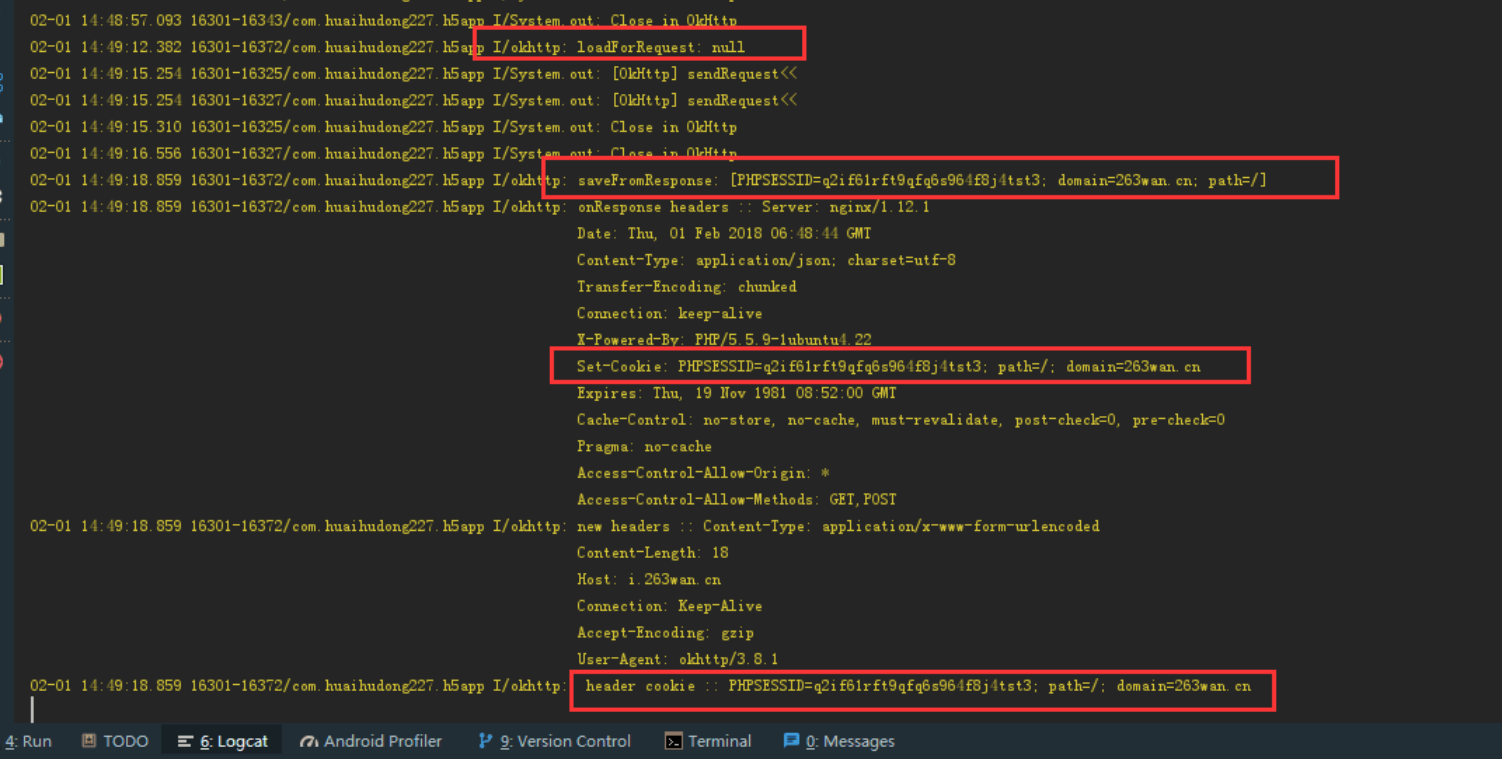 02-01 14:48:57.093 16301-16343/com.huaihudong227.h5app I/System.out: Close in OkHttp
02-01 14:49:12.382 16301-16372/com.huaihudong227.h5app I/okhttp: loadForRequest: null
02-01 14:49:15.254 16301-16325/com.huaihudong227.h5app I/System.out: [OkHttp] sendRequest<<
02-01 14:49:15.254 16301-16327/com.huaihudong227.h5app I/System.out: [OkHttp] sendRequest<<
02-01 14:49:15.310 16301-16325/com.huaihudong227.h5app I/System.out: Close in OkHttp
02-01 14:49:16.556 16301-16327/com.huaihudong227.h5app I/System.out: Close in OkHttp
02-01 14:49:18.859 16301-16372/com.huaihudong227.h5app I/okhttp: saveFromResponse: [PHPSESSID=q2if61rft9qfq6s964f8j4tst3; domain=263wan.cn; path=/]
02-01 14:49:18.859 16301-16372/com.huaihudong227.h5app I/okhttp: onResponse headers :: Server: nginx/1.12.1
Date: Thu, 01 Feb 2018 06:48:44 GMT
Content-Type: application/json; charset=utf-8
Transfer-Encoding: chunked
Connection: keep-alive
X-Powered-By: PHP/5.5.9-1ubuntu4.22
Set-Cookie: PHPSESSID=q2if61rft9qfq6s964f8j4tst3; path=/; domain=263wan.cn
Expires: Thu, 19 Nov 1981 08:52:00 GMT
Cache-Control: no-store, no-cache, must-revalidate, post-check=0, pre-check=0
Pragma: no-cache
Access-Control-Allow-Origin: *
Access-Control-Allow-Methods: GET,POST
02-01 14:49:18.859 16301-16372/com.huaihudong227.h5app I/okhttp: new headers :: Content-Type: application/x-www-form-urlencoded
Content-Length: 18
Host: i.263wan.cn
Connection: Keep-Alive
Accept-Encoding: gzip
User-Agent: okhttp/3.8.1
02-01 14:49:18.859 16301-16372/com.huaihudong227.h5app I/okhttp: header cookie :: PHPSESSID=q2if61rft9qfq6s964f8j4tst3; path=/; domain=263wan.cn
4: Run TODO 6: Logcat Android Profiler 9: Version Control Terminal 0: Messages